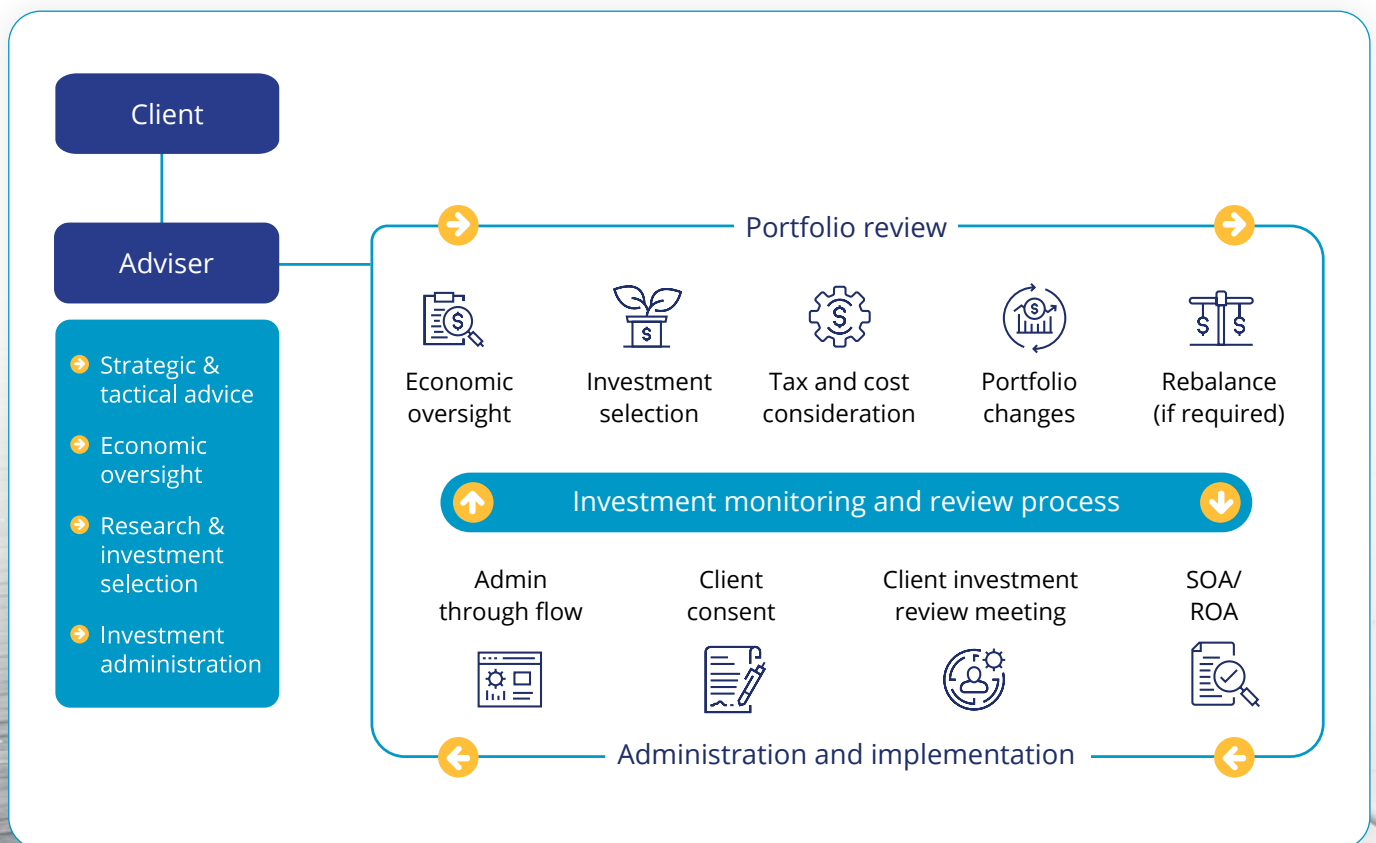 Client
Adviser
Strategic &
tactical advice
Economic
oversight
Research &
investment
selection
Investment
administration
Portfolio review
Economic
oversight
Investment
selection
Tax and cost
consideration
Portfolio
changes
Rebalance
(if required)
Investment monitoring and review process
Admin
through flow
Client
consent
Client investment
review meeting
SOA/
ROA
Administration and implementation